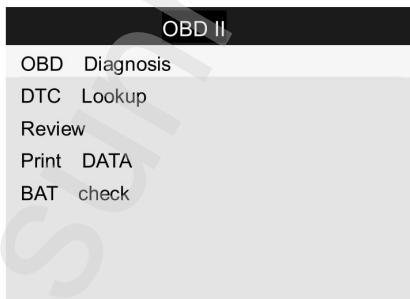 OBD II
OBD Diagnosis
DTC Lookup
Review
Print DATA
BAT check